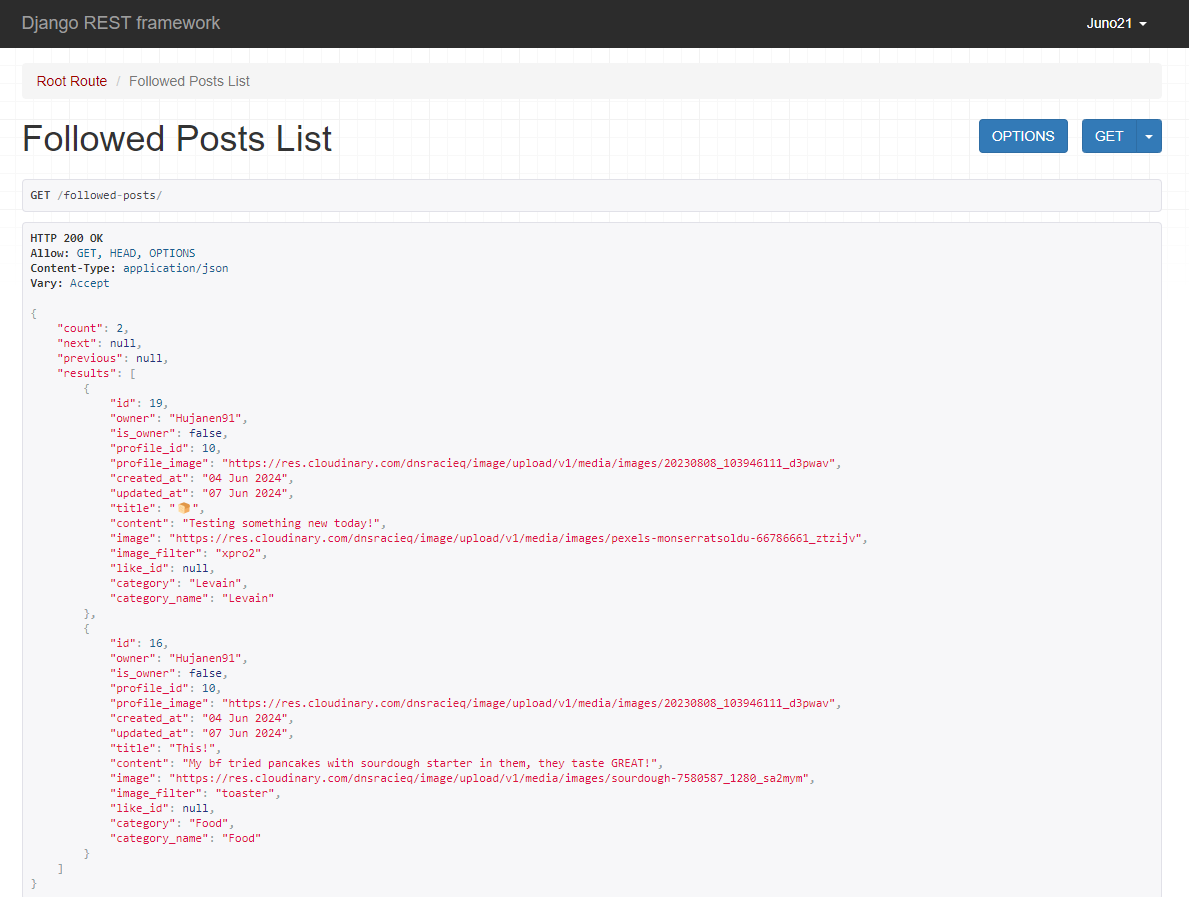 Django REST framework
Juno21
Root Route / Followed Posts List
Followed Posts List
OPTIONS
GET
GET /followed-posts/
HTTP 200 OK
Allow: GET, HEAD, OPTIONS
Content-Type: application/json
Vary: Accept
{
    "count": 2,
    "next": null,
    "previous": null,
    "results": [
        {
            "id": 19,
            "owner": "Hujanen91",
            "is_owner": false,
            "profile_id": 10,
            "profile_image": "https://res.cloudinary.com/dnsracieq/image/upload/v1/media/images/20230808_103946111_d3pwav",
            "created_at": "04 Jun 2024",
            "updated_at": "07 Jun 2024",
            "title": "🍞",
            "content": "Testing something new today!",
            "image": "https://res.cloudinary.com/dnsracieq/image/upload/v1/media/images/pexels-monserratsoldu-66786661_ztzijv",
            "image_filter": "xpro2",
            "like_id": null,
            "category": "Levain",
            "category_name": "Levain"
        },
        {
            "id": 16,
            "owner": "Hujanen91",
            "is_owner": false,
            "profile_id": 10,
            "profile_image": "https://res.cloudinary.com/dnsracieq/image/upload/v1/media/images/20230808_103946111_d3pwav",
            "created_at": "04 Jun 2024",
            "updated_at": "07 Jun 2024",
            "title": "This!",
            "content": "My bf tried pancakes with sourdough starter in them, they taste GREAT!",
            "image": "https://res.cloudinary.com/dnsracieq/image/upload/v1/media/images/sourdough-7580587_1280_sa2mym",
            "image_filter": "toaster",
            "like_id": null,
            "category": "Food",
            "category_name": "Food"
        }
    ]
}